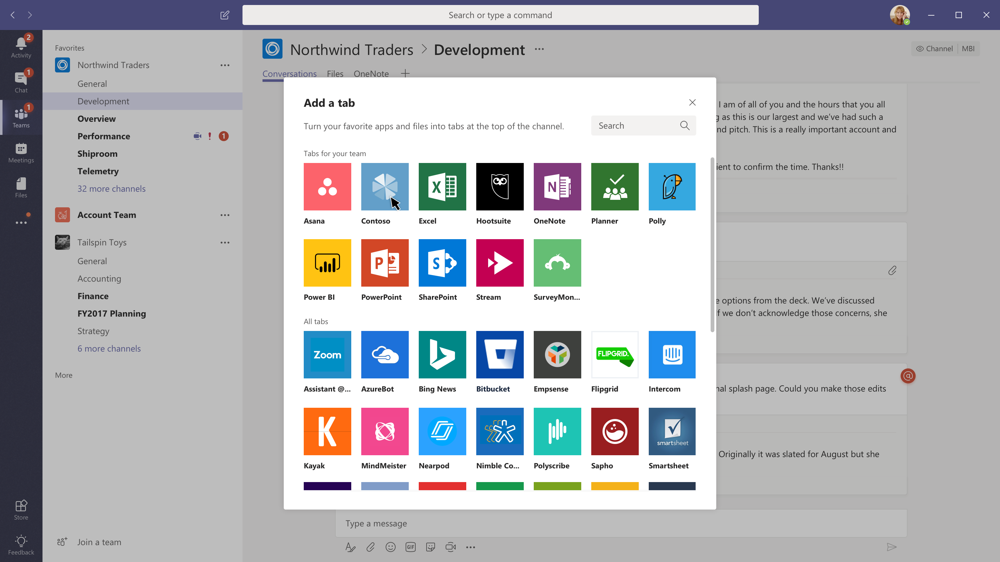 Search or type a command
2
Activity
1
Chat
1
Teams
Meetings
Files
Store
Feedback
Favorites
Northwind Traders
General
Development
Overview
Performance
1
Shiproom
Telemetry
32 more channels
Account Team
Tailspin Toys
General
Accounting
Finance
FY2017 Planning
Strategy
6 more channels
More
Join a team
Northwind Traders > Development
Channel | MBI
Conversations Files OneNote
Add a tab
Turn your favorite apps and files into tabs at the top of the channel.
Search
Tabs for your team
X N
Asana Contoso Excel Hootsuite OneNote Planner Polly
P S
Power BI PowerPoint SharePoint Stream SurveyMon...
All tabs
Zoom FLIPGRID.
Assistant @... AzureBot Bing News Bitbucket Empsense Flipgrid Intercom
K smartsheet
Kayak MindMeister Nearpod Nimble Co... Polyscribe Sapho Smartsheet
I am of all of you and the hours that you all
as this is our largest and we’ve had such a
pitch. This is a really important account and
to confirm the time. Thanks!!
options from the deck. We’ve discussed
we don’t acknowledge those concerns, she
@
splash page. Could you make those edits
Originally it was slated for August but she
Type a message
GIF